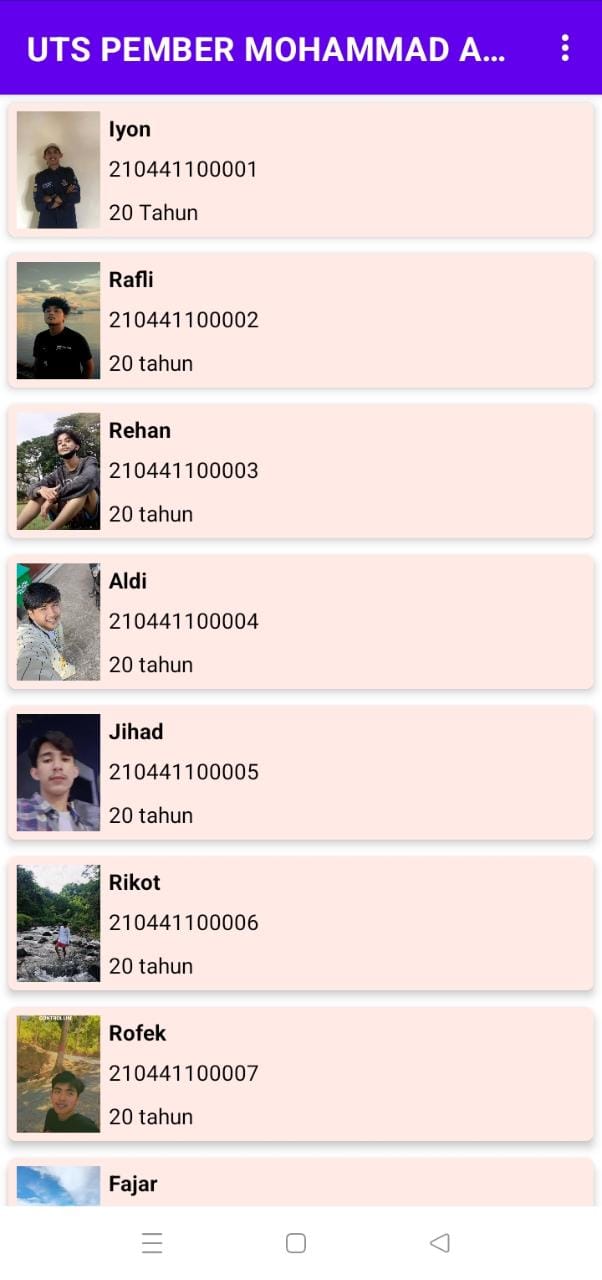 UTS PEMBER MOHAMMAD A...
Iyon
210441100001
20 Tahun
Rafli
210441100002
20 tahun
Rehan
210441100003
20 tahun
Aldi
210441100004
20 tahun
Jihad
210441100005
20 tahun
Rikot
210441100006
20 tahun
Rofek
210441100007
20 tahun
Fajar